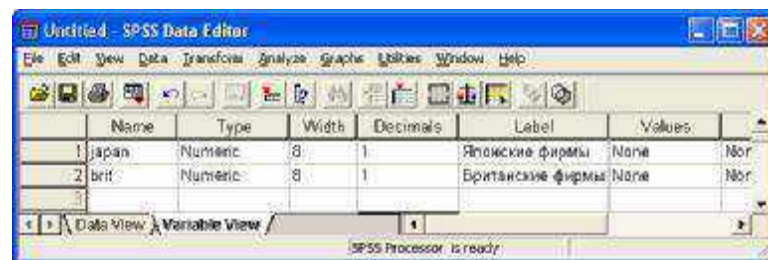 Untitled - SPSS Data Editor
File Edit View Data Transform Analyze Graphs Utilities Window Help
Name Type Width Decimals Label Values
1 japan Numeric 8 1 Японские фирмы None Nor
2 brit Numeric 8 1 Британские фирмы None Nor
3
Data View Variable View
SPSS Processor is ready